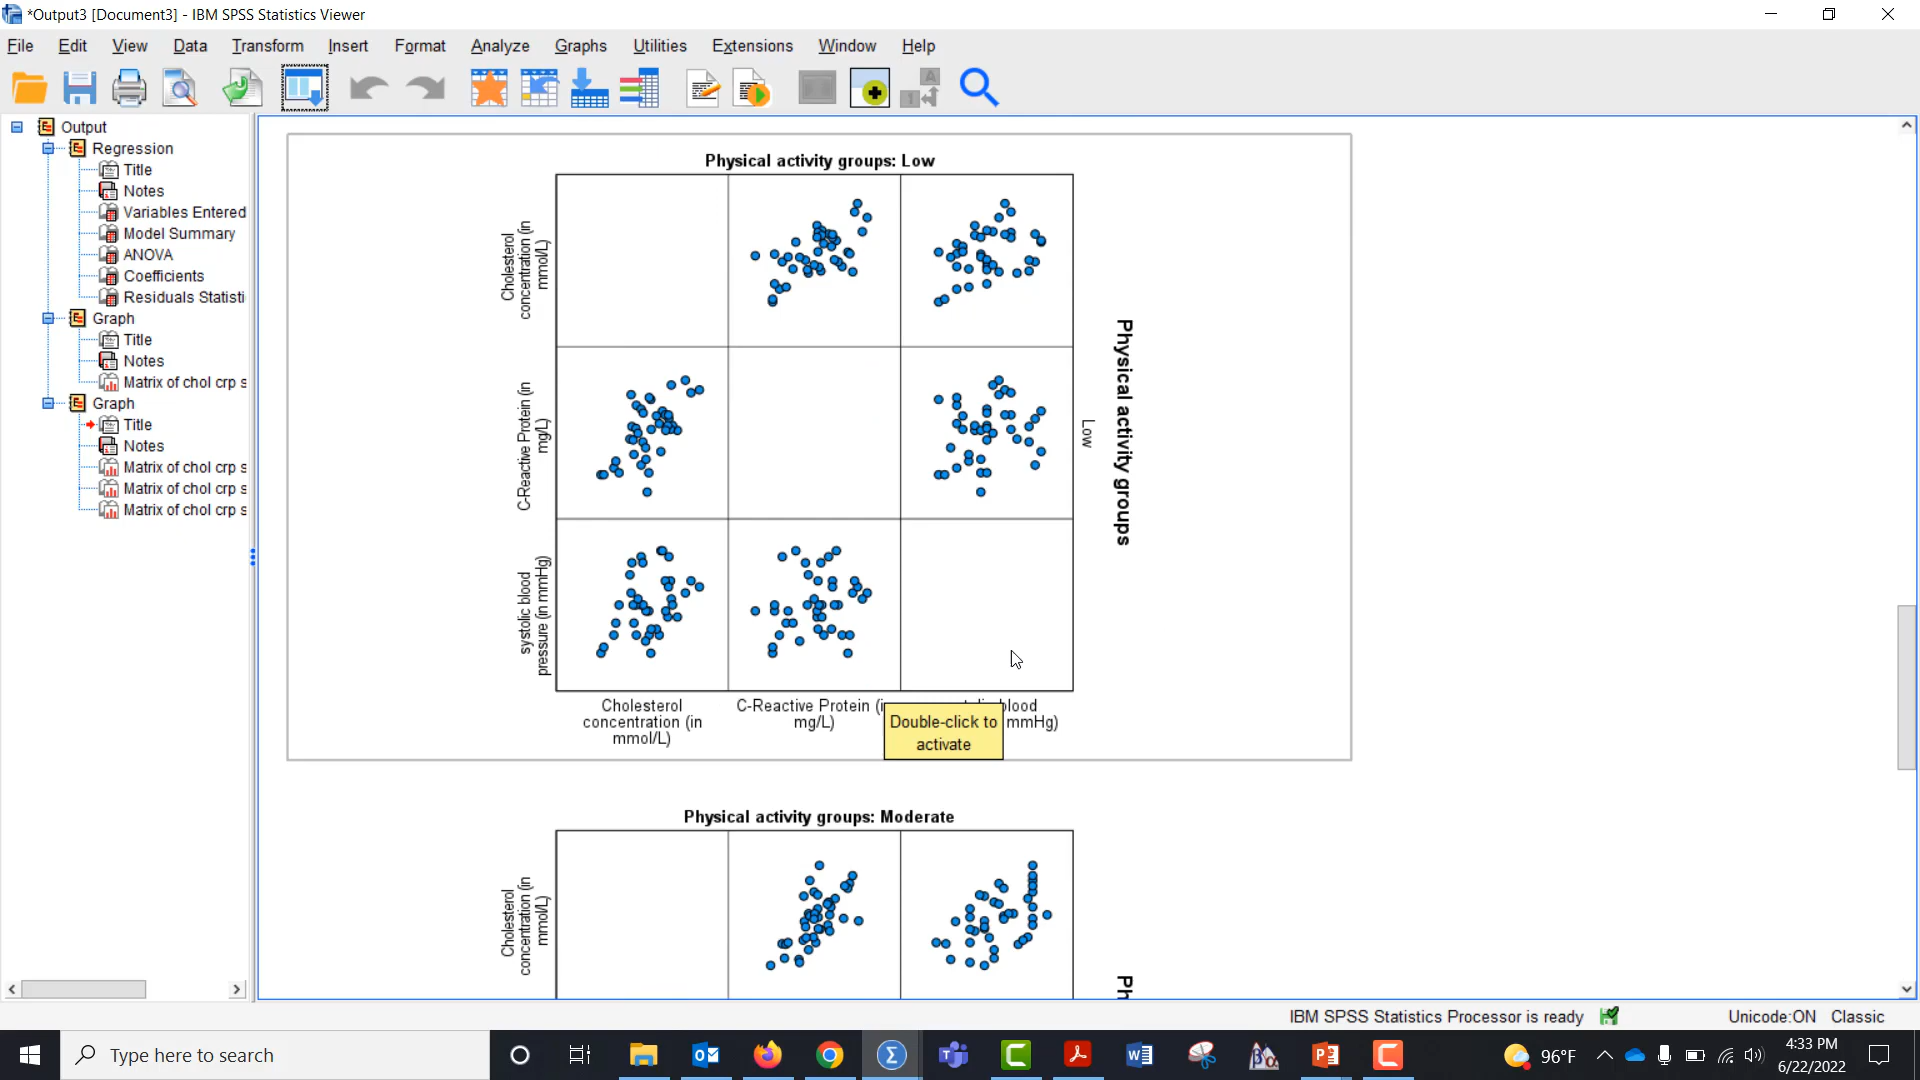 *Output3 [Document3] - IBM SPSS Statistics Viewer
File Edit View Data Transform Insert Format Analyze Graphs Utilities Extensions Window Help
Output
Regression
Title
Notes
Variables Entered
Model Summary
ANOVA
Coefficients
Residuals Statisti
Graph
Title
Notes
Matrix of chol crp s
Graph
Title
Notes
Matrix of chol crp s
Matrix of chol crp s
Matrix of chol crp s
Physical activity groups: Low
Cholesterol
concentration (in
mmol/L)
C-Reactive Protein (in
mg/L)
systolic blood
pressure (in mmHg)
Low
Physical activity groups
Cholesterol
concentration (in
mmol/L)
C-Reactive Protein (i
mg/L)
blood
mmHg)
Double-click to
activate
Physical activity groups: Moderate
Cholesterol
concentration (in
mmol/L)
Ph
IBM SPSS Statistics Processor is ready
Unicode:ON Classic
Type here to search
96°F
4:33 PM
6/22/2022